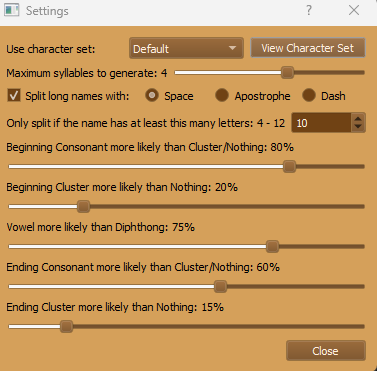 Settings ?
Use character set: Default View Character Set
Maximum syllables to generate: 4
Split long names with: Space Apostrophe Dash
Only split if the name has at least this many letters: 4 - 12 10
Beginning Consonant more likely than Cluster/Nothing: 80%
Beginning Cluster more likely than Nothing: 20%
Vowel more likely than Diphthong: 75%
Ending Consonant more likely than Cluster/Nothing: 60%
Ending Cluster more likely than Nothing: 15%
Close